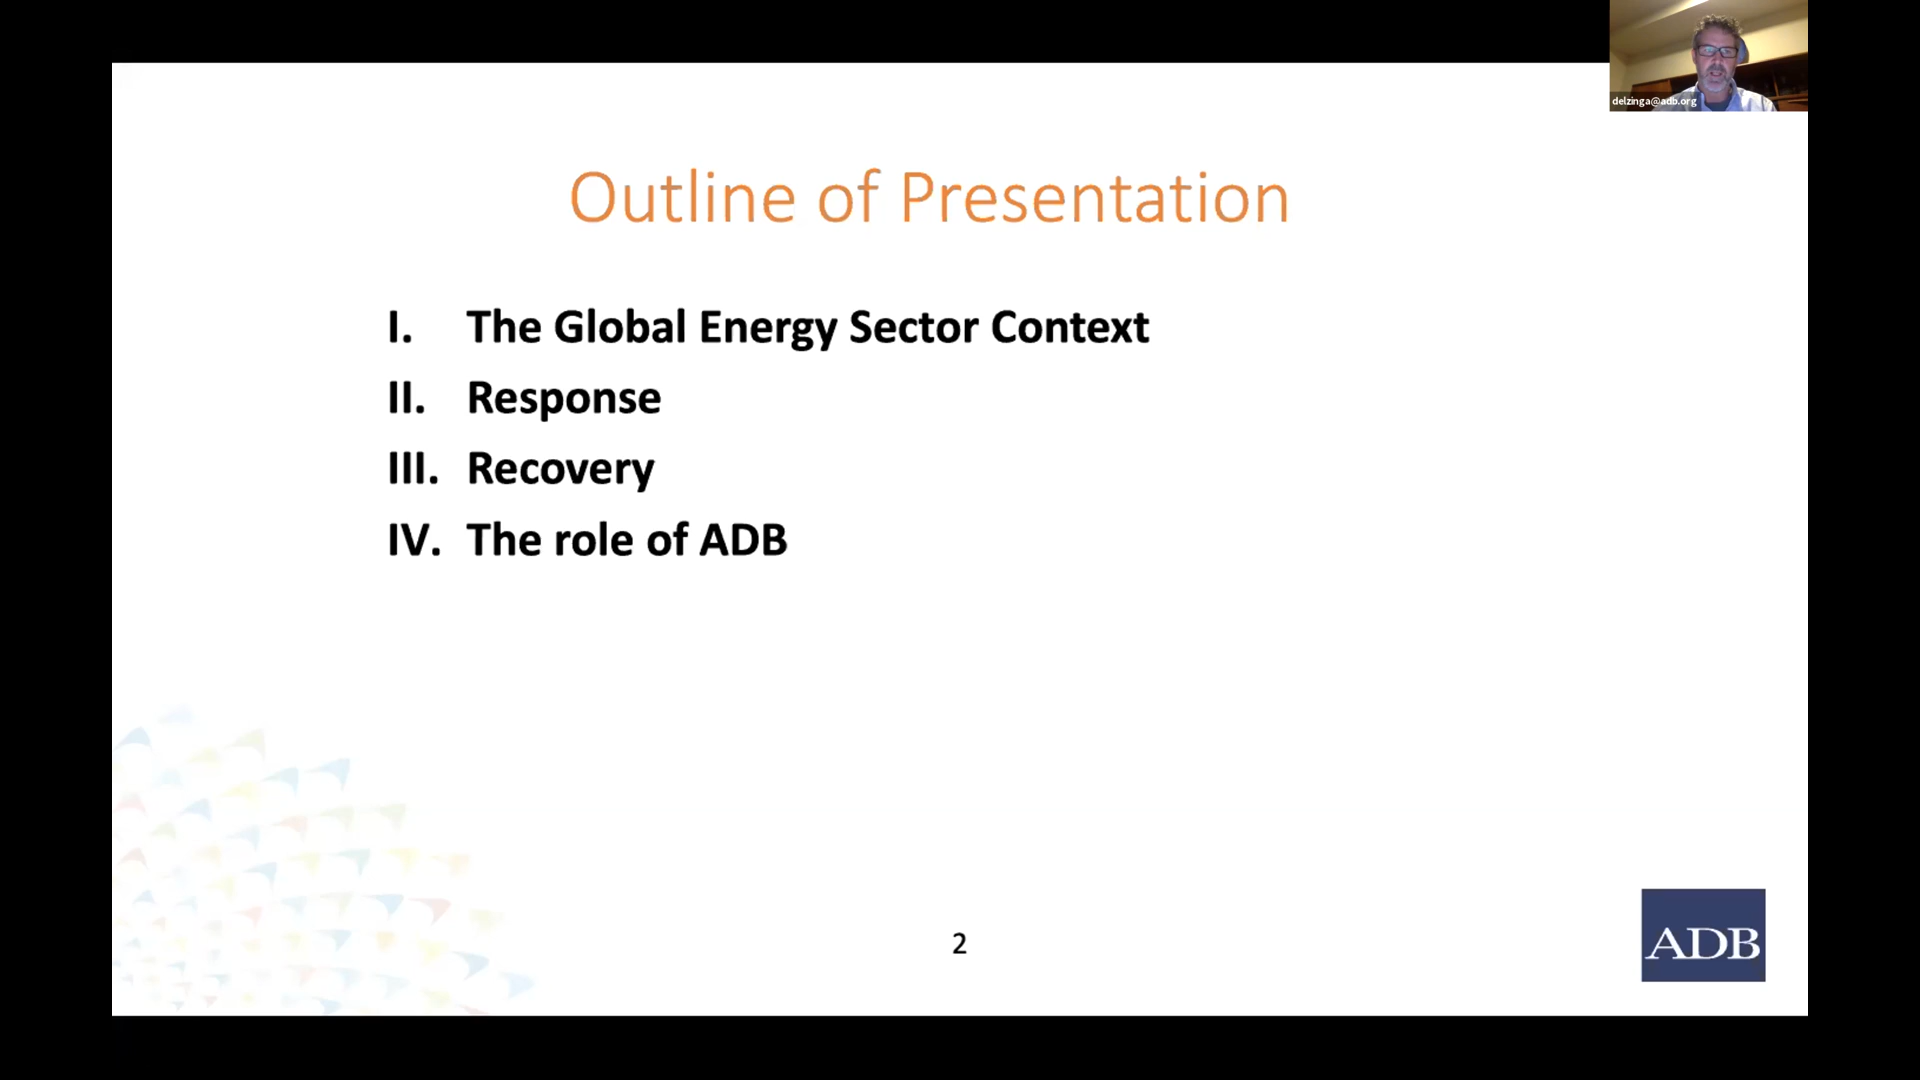 delzinga@adb.org
Outline of Presentation
I. The Global Energy Sector Context
II. Response
III. Recovery
IV. The role of ADB
2
ADB